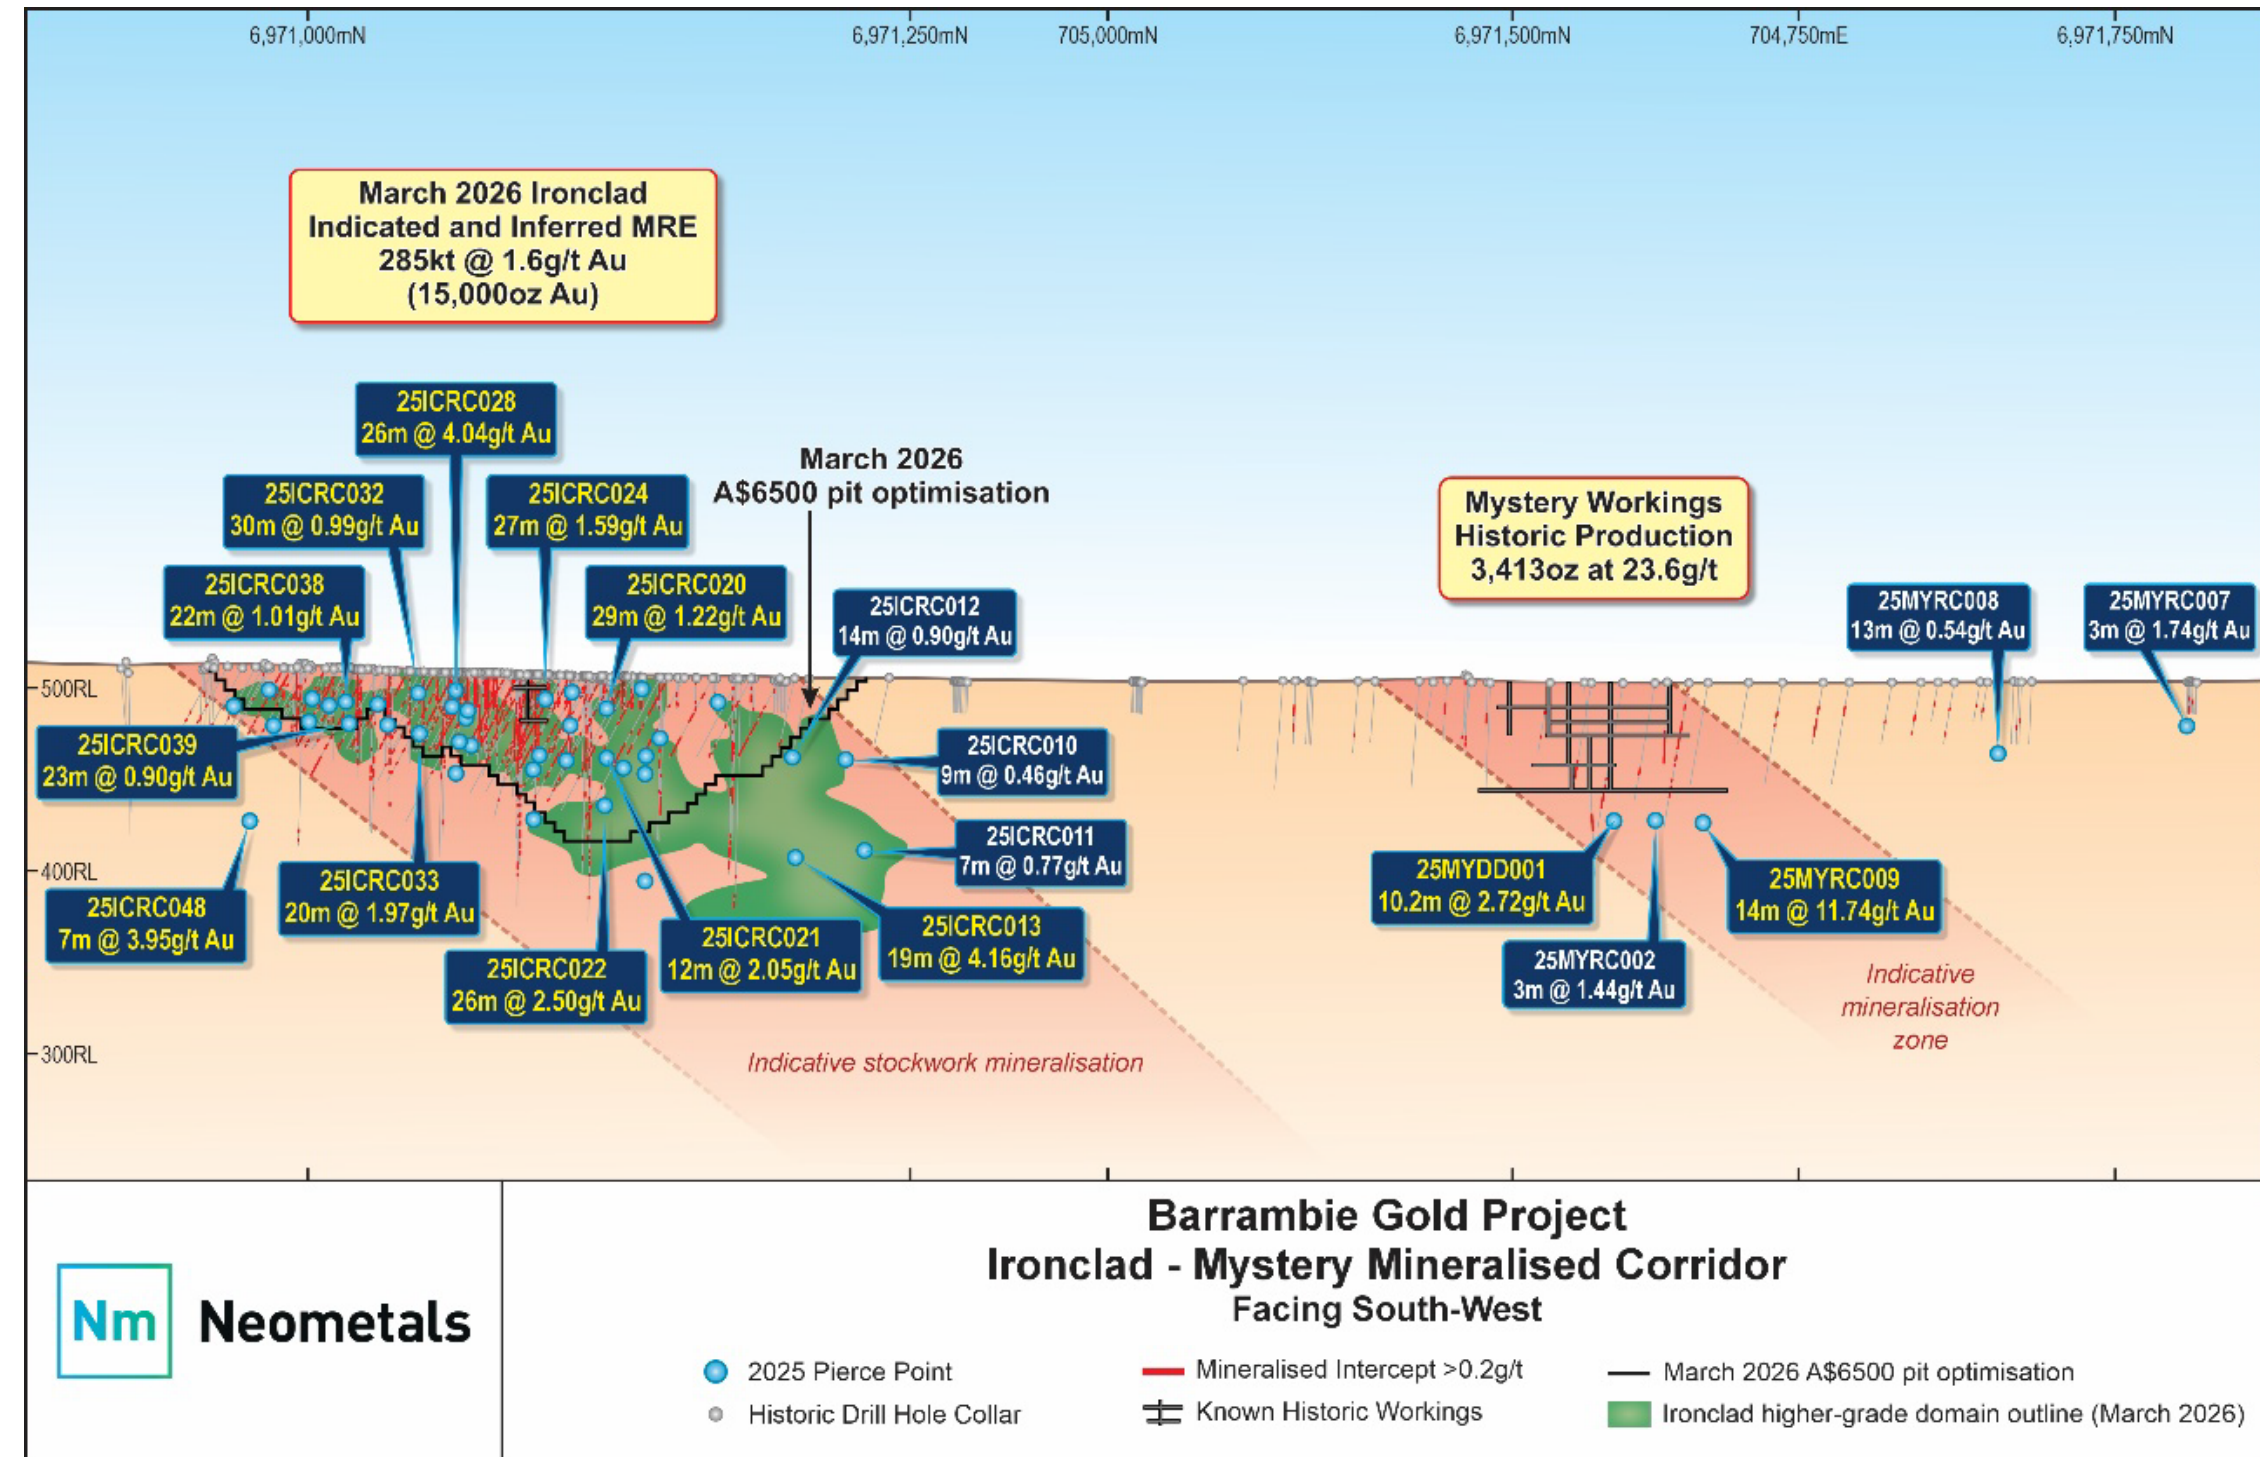 6,971,000mN
6,971,250mN
705,000mN
6,971,500mN
704,750mE
6,971,750mN
March 2026 Ironclad
Indicated and Inferred MRE
285kt @ 1.6g/t Au
(15,000oz Au)
25ICRC028
26m @ 4.04g/t Au
25ICRC032
30m @ 0.99g/t Au
25ICRC024
27m @ 1.59g/t Au
March 2026
A$6500 pit optimisation
Mystery Workings
Historic Production
3,413oz at 23.6g/t
25ICRC038
22m @ 1.01g/t Au
25ICRC020
29m @ 1.22g/t Au
25ICRC012
14m @ 0.90g/t Au
25MYRC008
13m @ 0.54g/t Au
25MYRC007
3m @ 1.74g/t Au
500RL
25ICRC039
23m @ 0.90g/t Au
25ICRC010
9m @ 0.46g/t Au
25ICRC011
7m @ 0.77g/t Au
400RL
25ICRC048
7m @ 3.95g/t Au
25ICRC033
20m @ 1.97g/t Au
25ICRC022
26m @ 2.50g/t Au
25ICRC021
12m @ 2.05g/t Au
25ICRC013
19m @ 4.16g/t Au
25MYDD001
10.2m @ 2.72g/t Au
25MYRC002
3m @ 1.44g/t Au
25MYRC009
14m @ 11.74g/t Au
Indicative
mineralisation
zone
300RL
Indicative stockwork mineralisation
Nm Neometals
Barrambie Gold Project
Ironclad - Mystery Mineralised Corridor
Facing South-West
2025 Pierce Point
Historic Drill Hole Collar
Mineralised Intercept >0.2g/t
Known Historic Workings
March 2026 A$6500 pit optimisation
Ironclad higher-grade domain outline (March 2026)